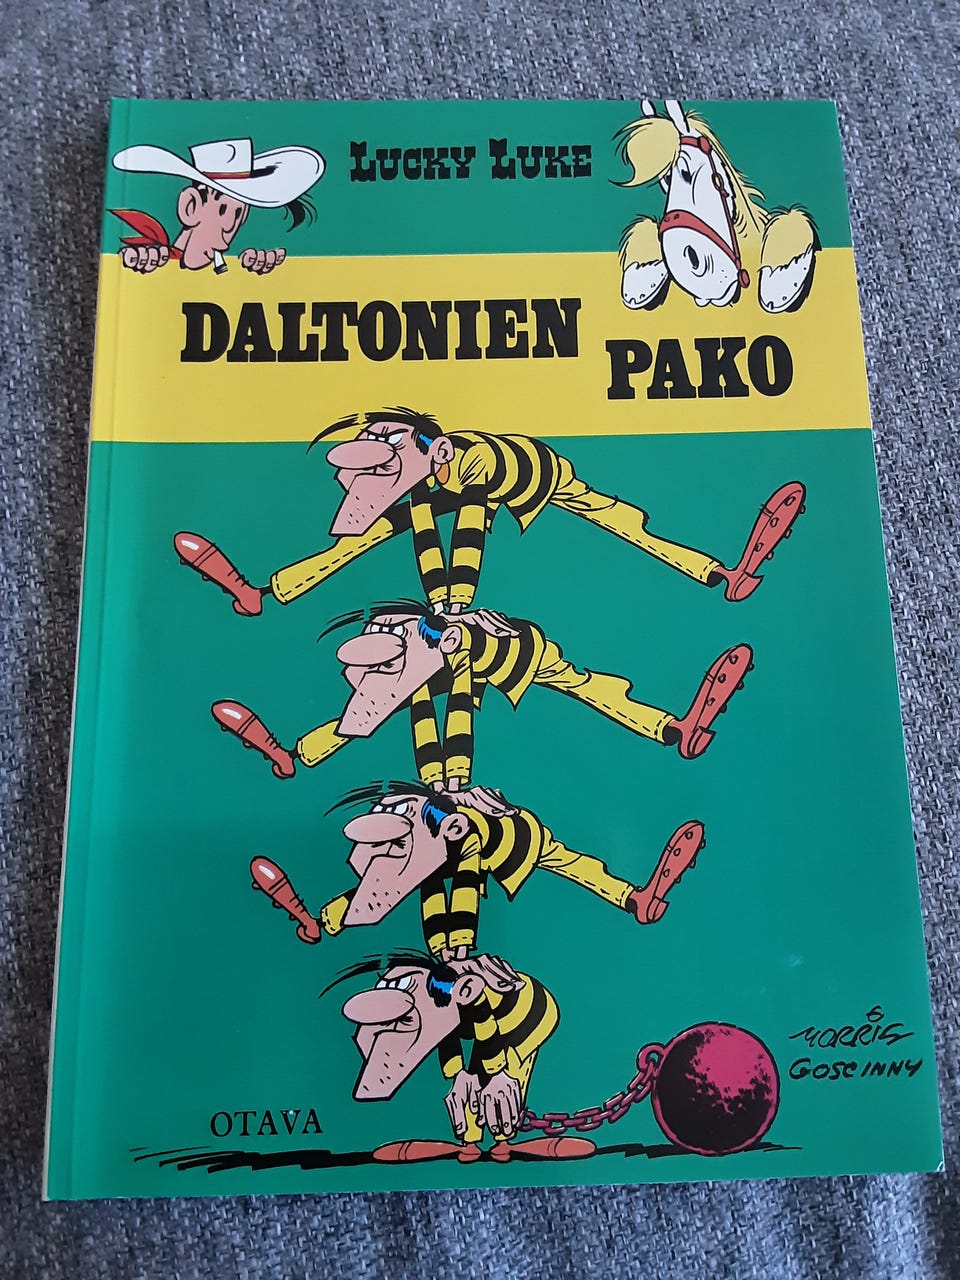 LUCKY LUKE
DALTONIEN
PAKO
MORRIS
GOSCINNY
OTAVA